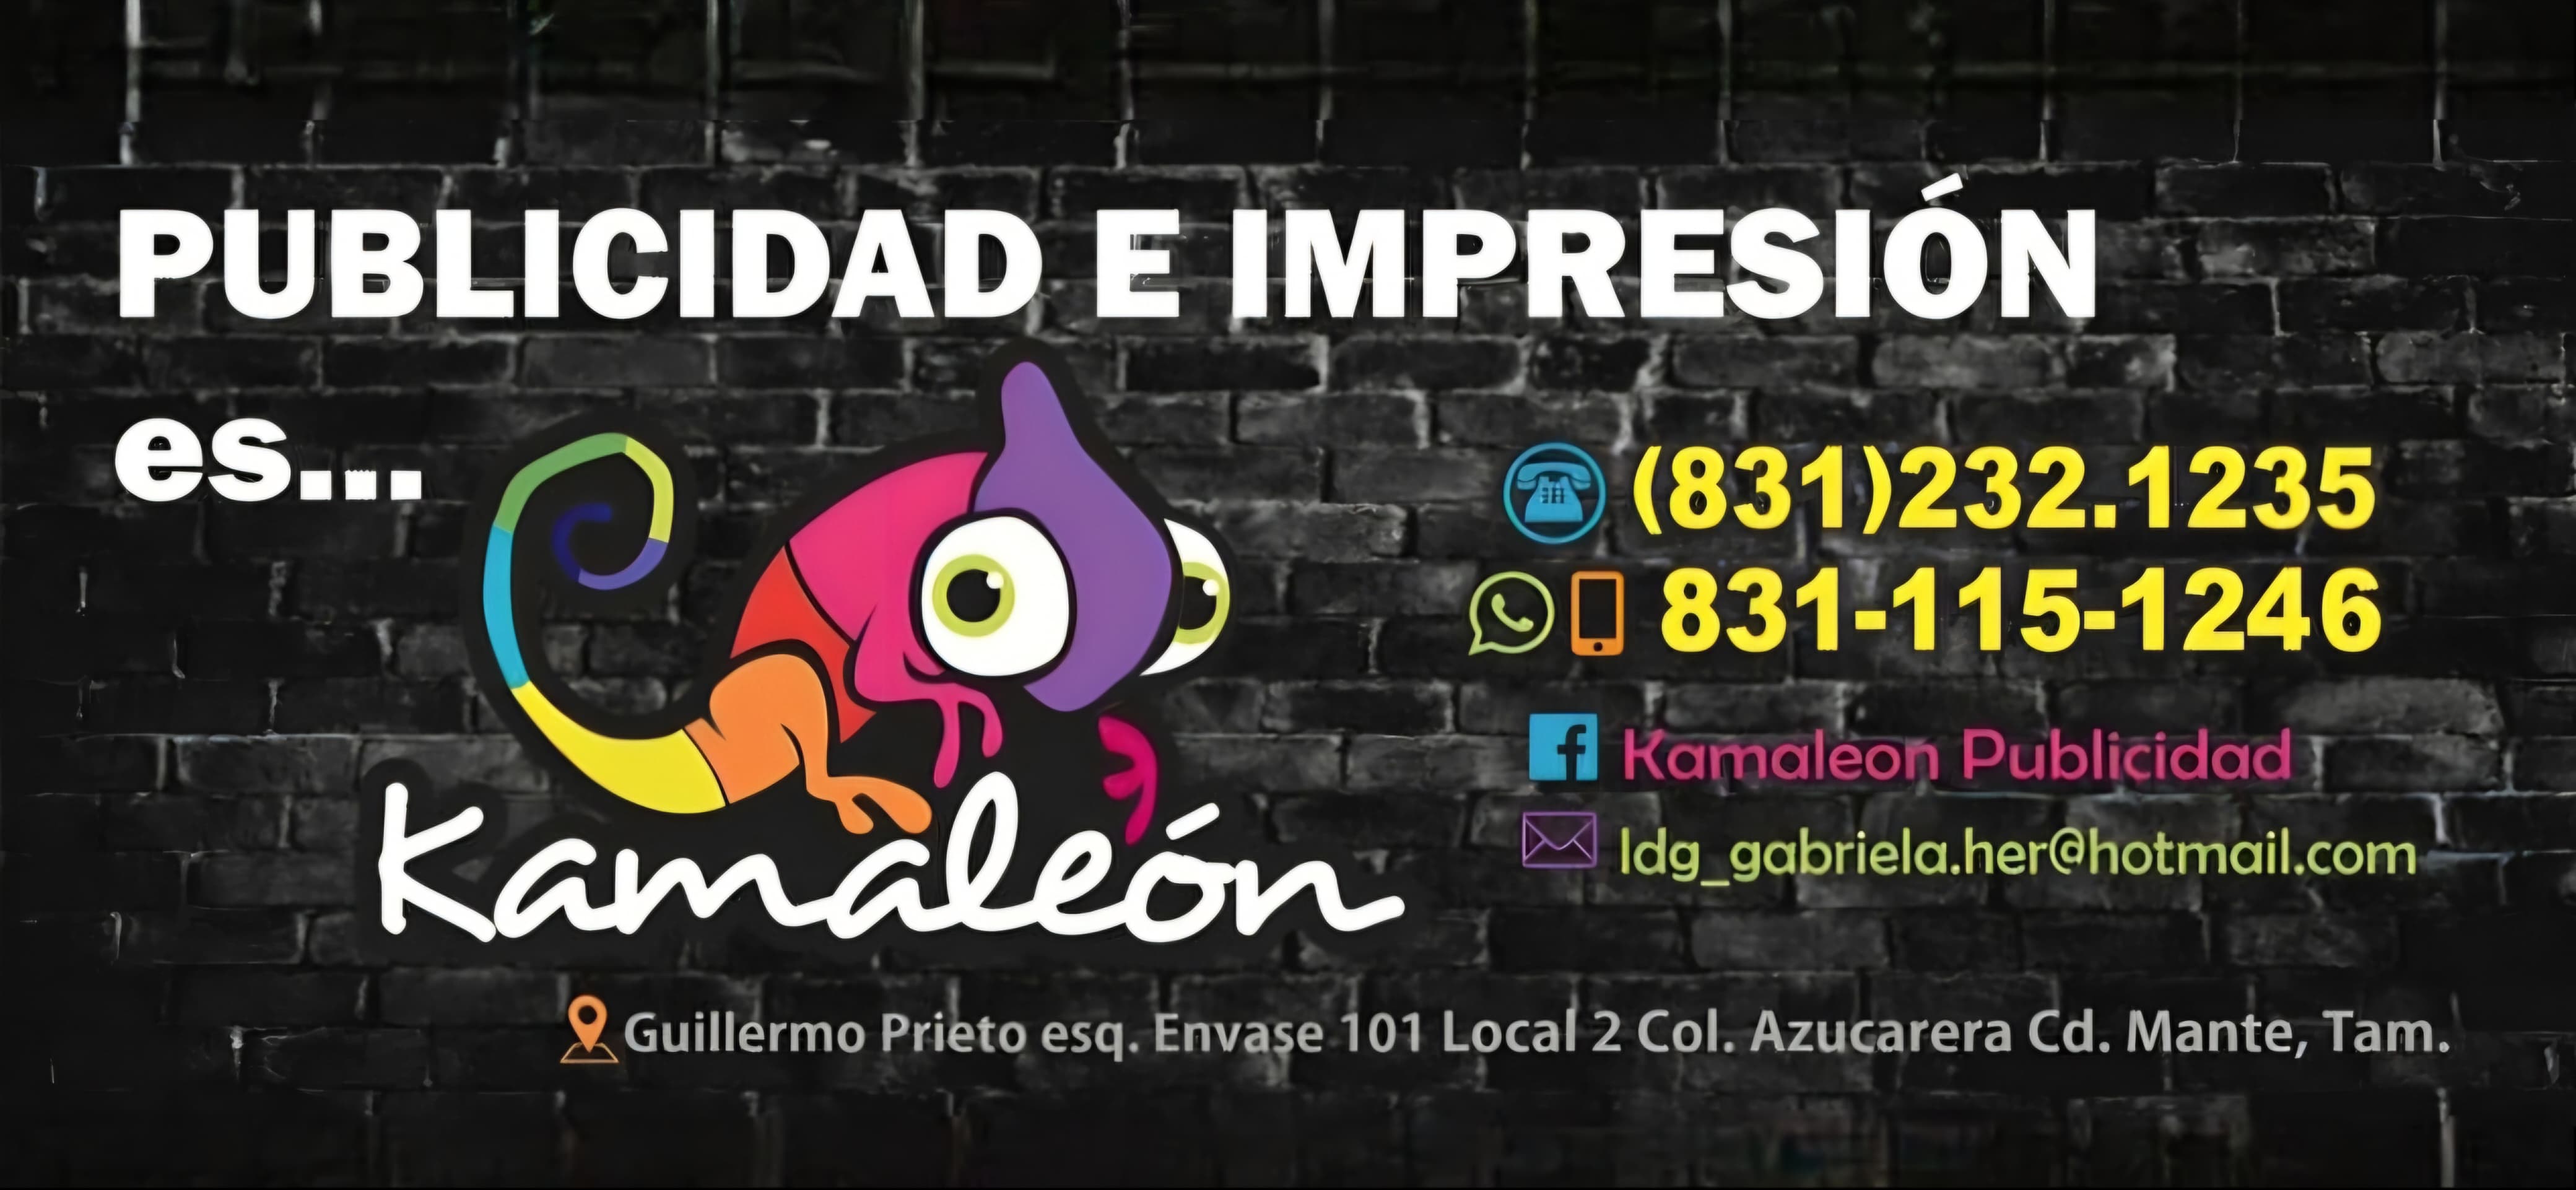 PUBLICIDAD E IMPRESIÓN
es...
Kamaleón
(831)232.1235
831-115-1246
Kamaleon Publicidad
ldg_gabriela.her@hotmail.com
Guillermo Prieto esq. Envase 101 Local 2 Col. Azucarera Cd. Mante, Tam.